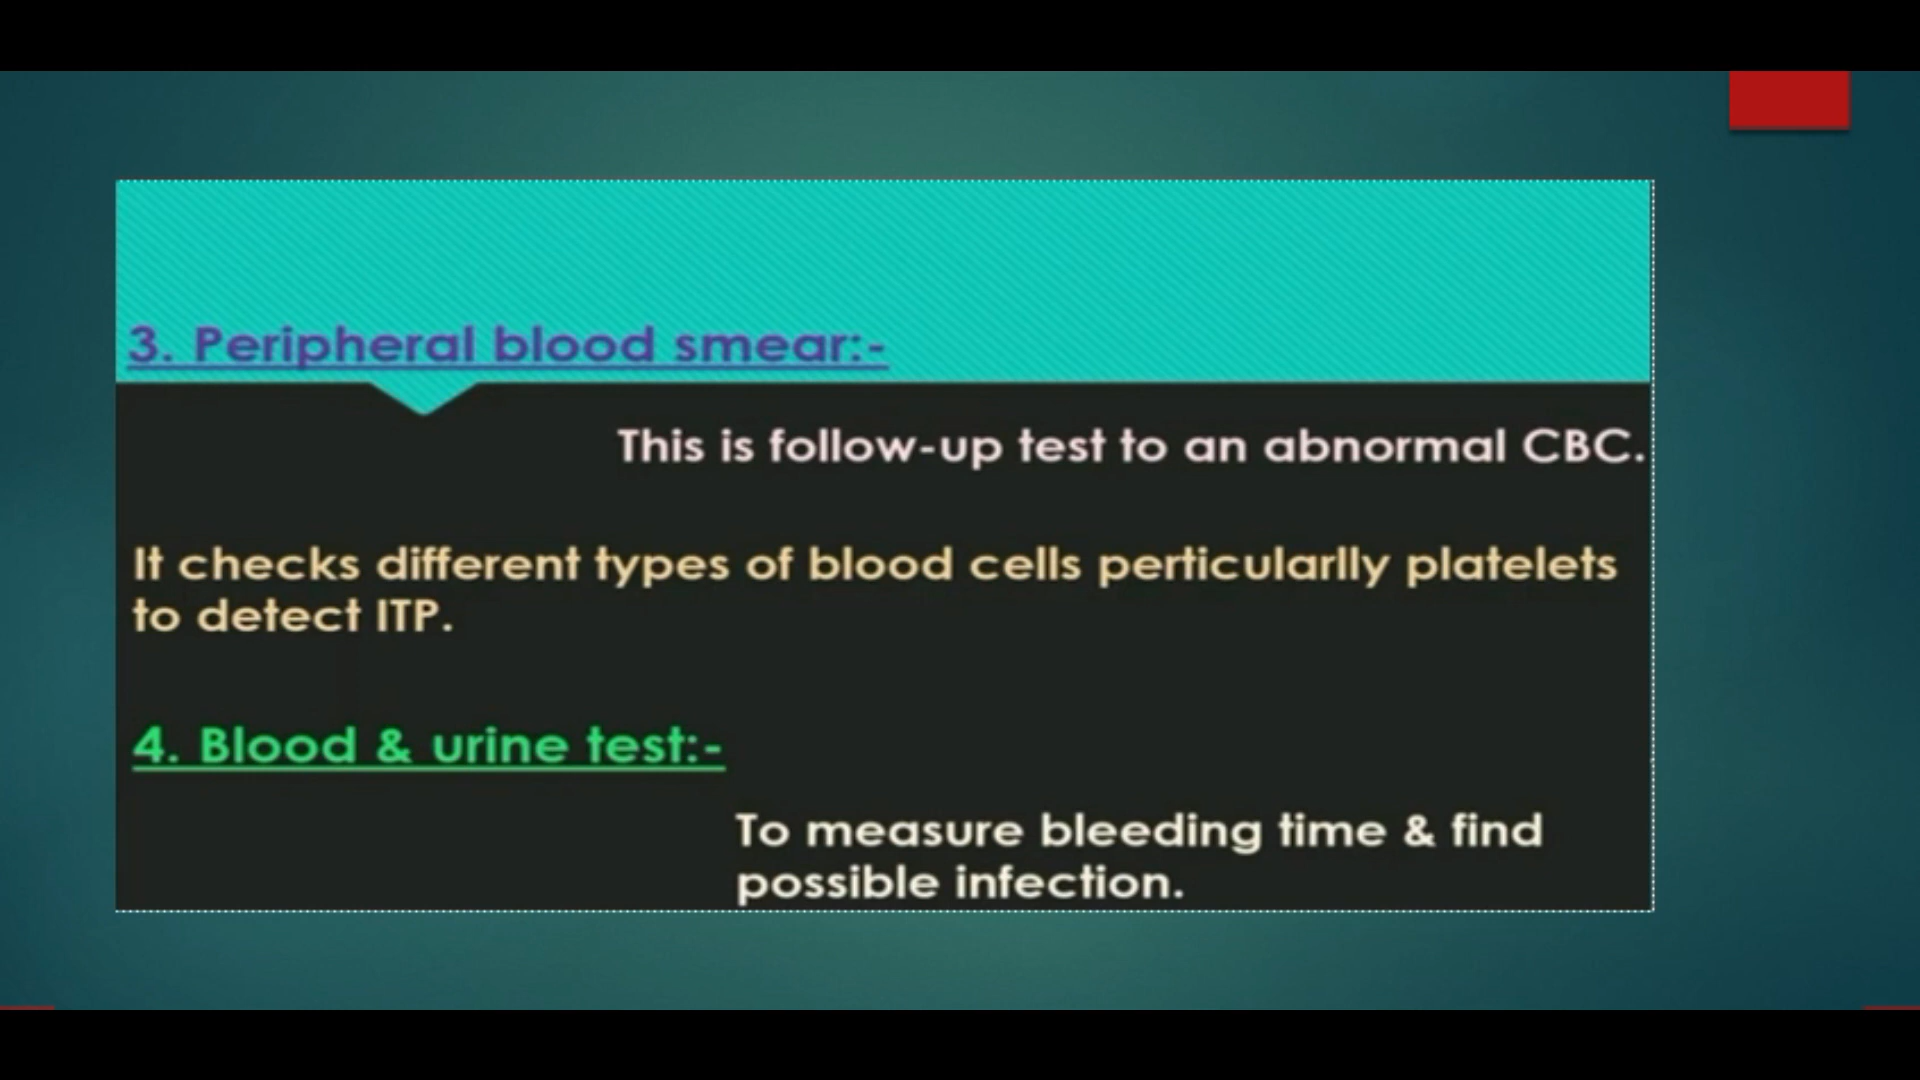 3. Peripheral blood smear:-
This is follow-up test to an abnormal CBC.
It checks different types of blood cells perticularlly platelets
to detect ITP.
4. Blood & urine test:-
To measure bleeding time & find
possible infection.